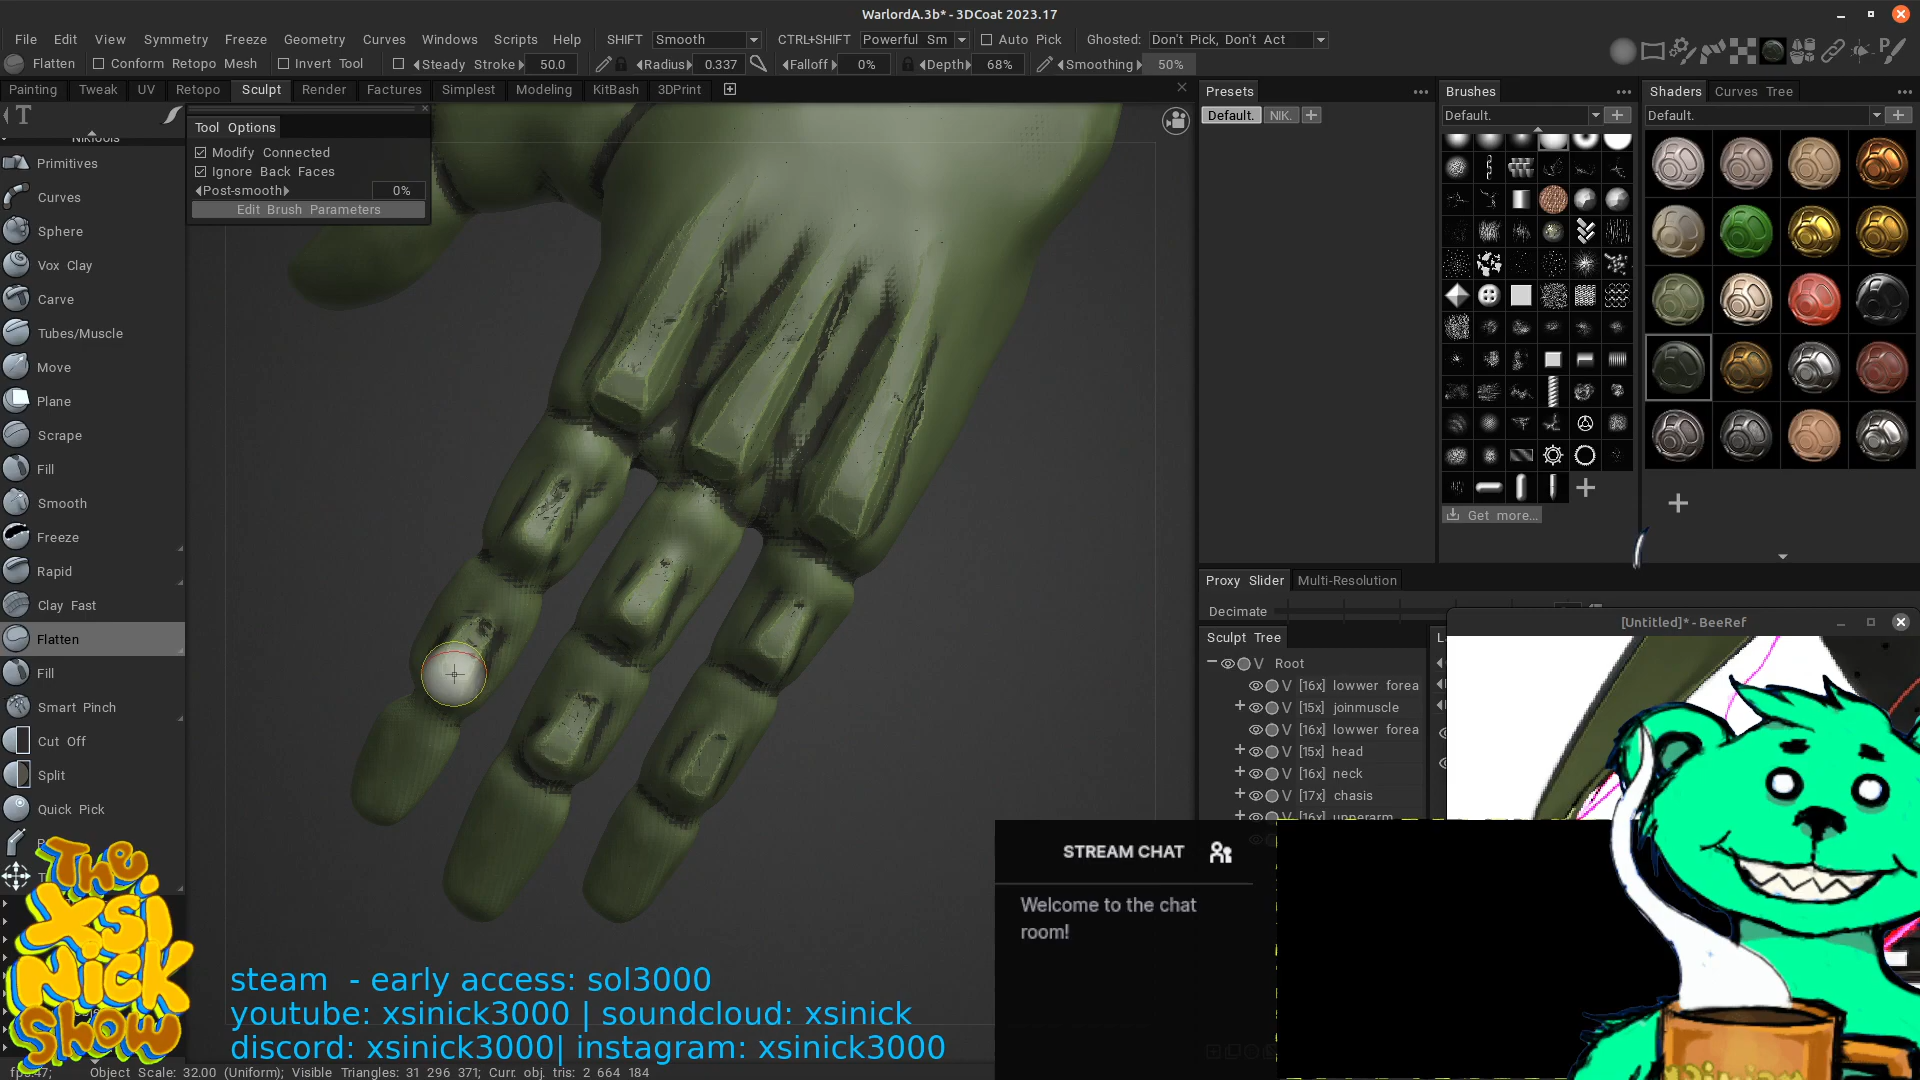 WarlordA.3b* - 3DCoat 2023.17
File Edit View Symmetry Freeze Geometry Curves Windows Scripts Help SHIFT Smooth CTRL+SHIFT Powerful Sm Auto Pick Ghosted: Don't Pick, Don't Act
Flatten Conform Retopo Mesh Invert Tool Steady Stroke 50.0 Radius 0.337 Falloff 0% Depth 68% Smoothing 50%
Painting Tweak UV Retopo Sculpt Render Factures Simplest Modeling KitBash 3DPrint
Tool Options
Modify Connected
Ignore Back Faces
Post-smooth 0%
Edit Brush Parameters
Primitives
Curves
Sphere
Vox Clay
Carve
Tubes/Muscle
Move
Plane
Scrape
Fill
Smooth
Freeze
Rapid
Clay Fast
Flatten
Fill
Smart Pinch
Cut Off
Split
Quick Pick
Presets
Default. NIK.
Brushes
Default.
Get more...
Shaders Curves Tree
Default.
Proxy Slider Multi-Resolution
Decimate
Sculpt Tree
V Root
V [16x] lowwer forea
V [15x] joinmuscle
V [16x] lowwer forea
V [15x] head
V [16x] neck
V [17x] chasis
V [16x] upperarm
[Untitled]* - BeeRef
STREAM CHAT
Welcome to the chat
room!
The
XSI
Nick
Show
steam - early access: sol3000
youtube: xsinick3000 | soundcloud: xsinick
discord: xsinick3000| instagram: xsinick3000
Object Scale: 32.00 (Uniform); Visible Triangles: 31 296 371; Curr. obj. tris: 2 664 184